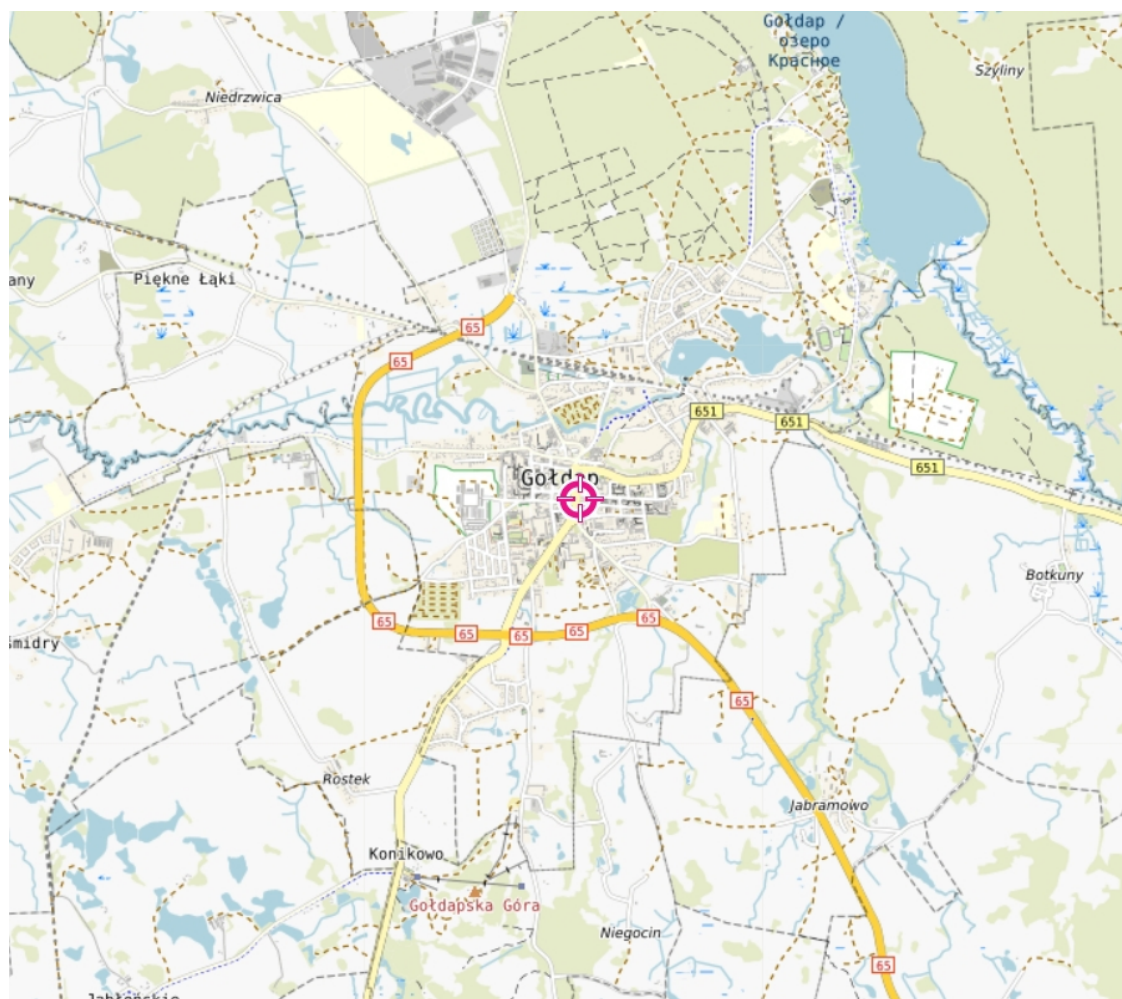 Gołdap /
озеро
Красное
Szyliny
Niedrzwica
Piękne Łąki
any
65
65
651
651
651
Gołdap
Botkuny
śmidry
65
65
65
65
65
65
Rostek
Jabramowo
Konikowo
Gołdapska Góra
Niegocin
65
Jabłońskie